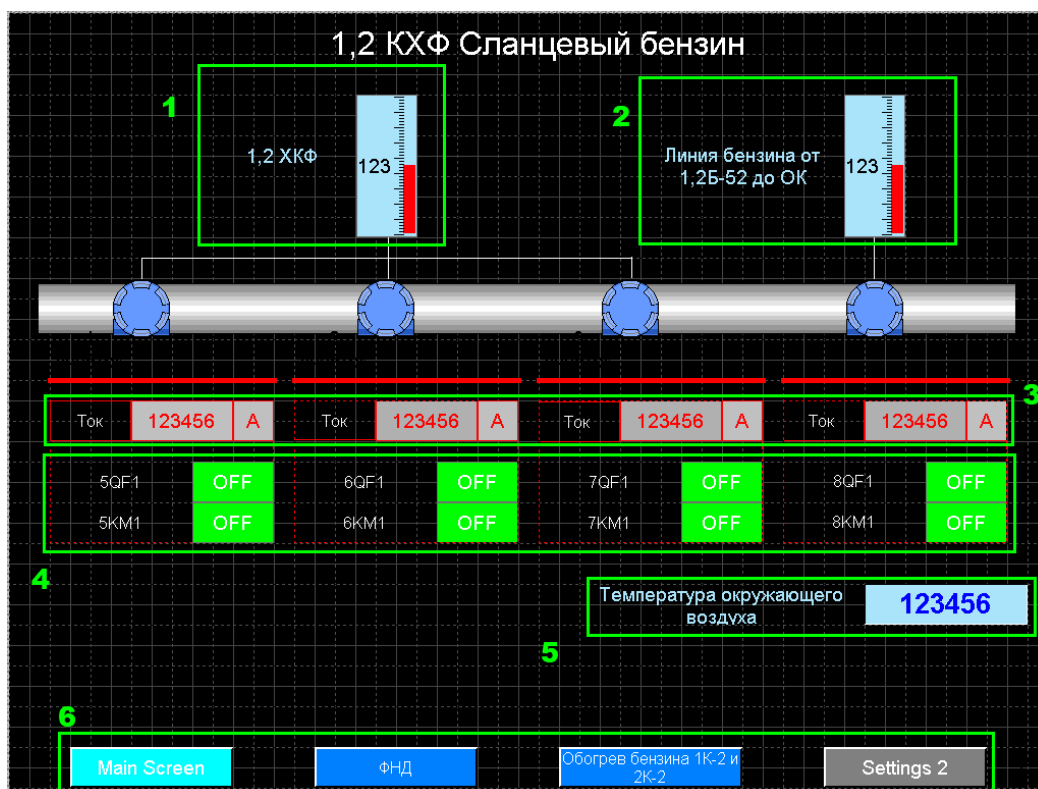 1,2 КХФ Сланцевый бензин
1
1,2 ХКФ
123
2
Линия бензина от
1,2Б-52 до ОК
123
3
Ток 123456 A
Ток 123456 A
Ток 123456 A
Ток 123456 A
5QF1 OFF
6QF1 OFF
7QF1 OFF
8QF1 OFF
5KM1 OFF
6KM1 OFF
7KM1 OFF
8KM1 OFF
4
Температура окружающего
воздуха
123456
5
6
Main Screen
ФНД
Обогрев бензина 1К-2 и
2К-2
Settings 2